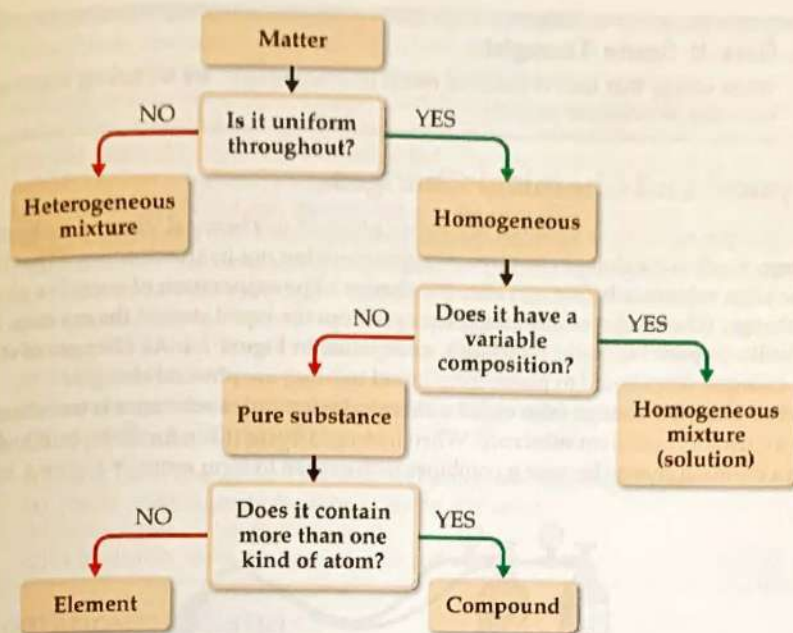 Matter
NO
Is it uniform
throughout?
YES
Heterogeneous
mixture
Homogeneous
NO
Does it have a
variable
composition?
YES
Pure substance
Homogeneous
mixture
(solution)
NO
Does it contain
more than one
kind of atom?
YES
Element
Compound